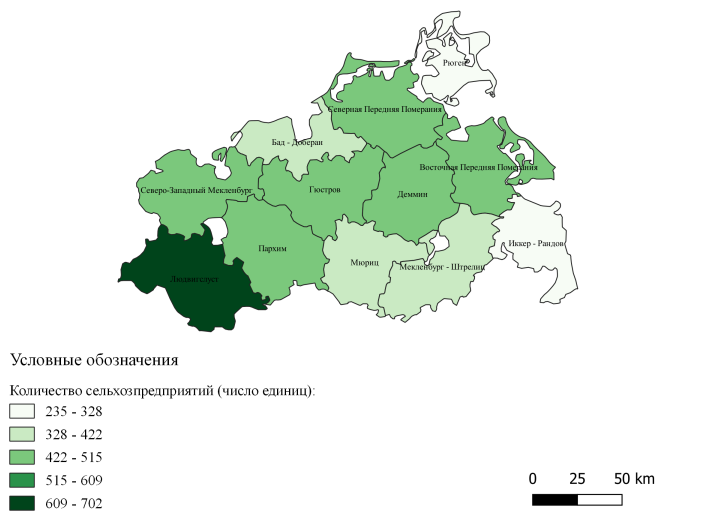 Рюген
Северная Передняя Померания
Бад - Доберан
Восточная Передняя Померания
Северо-Западный Мекленбург
Гюстров
Деммин
Иккер - Рандов
Пархим
Мюриц
Мекленбург - Штрелиц
Людвигслуст
Условные обозначения
Количество сельхозпредприятий (число единиц):
235 - 328
328 - 422
422 - 515
515 - 609
609 - 702
0 25 50 km